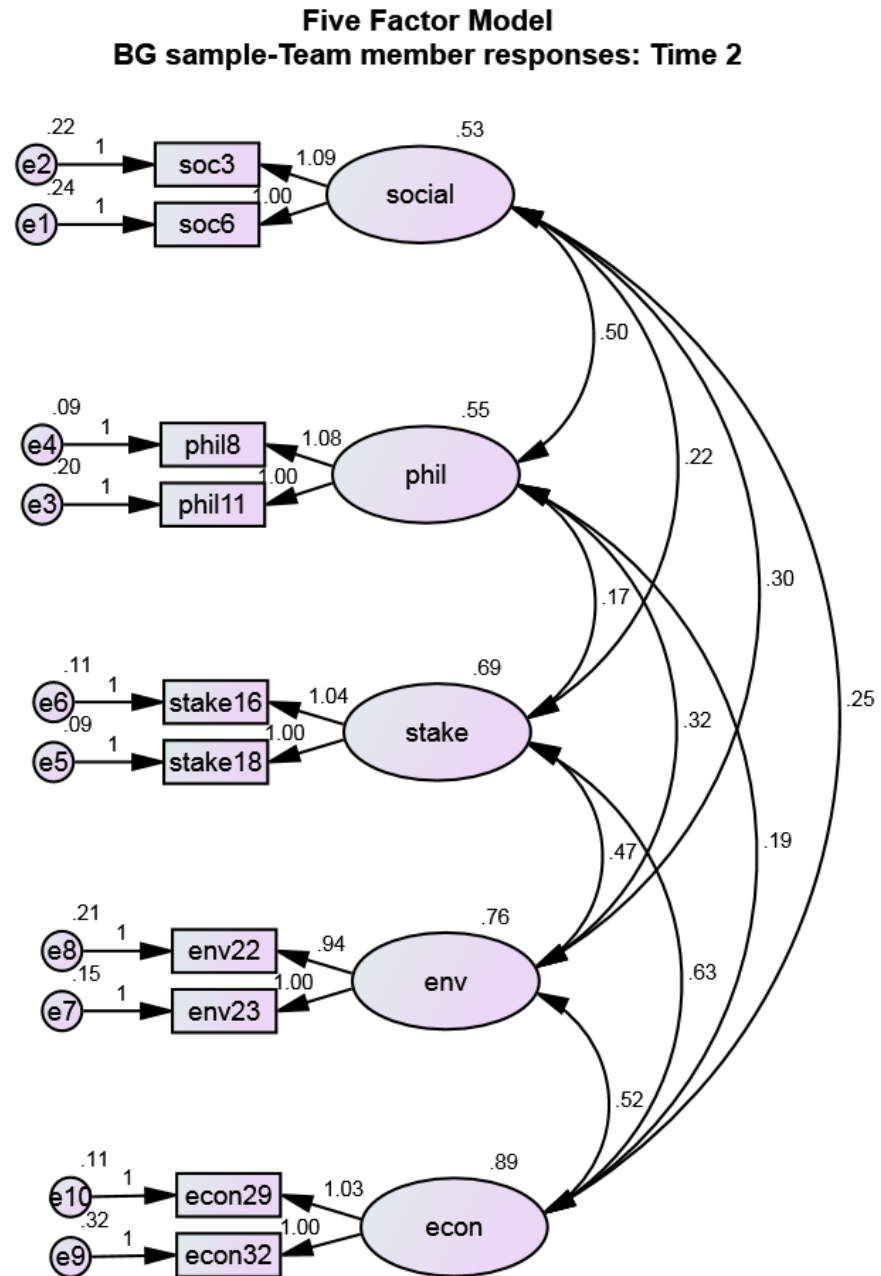 Five Factor Model
BG sample-Team member responses: Time 2
.22
.53
e2
1
soc3
1.09
social
.24
e1
1
soc6
1.00
.50
.09
.55
e4
1
phil8
1.08
phil
.22
.20
e3
1
phil11
1.00
.30
.17
.11
.69
e6
1
stake16
1.04
stake
.32
.25
.09
e5
1
stake18
1.00
.47
.19
.21
.76
e8
1
env22
.94
env
.63
.15
e7
1
env23
1.00
.52
.11
.89
e10
1
econ29
1.03
econ
.32
e9
1
econ32
1.00